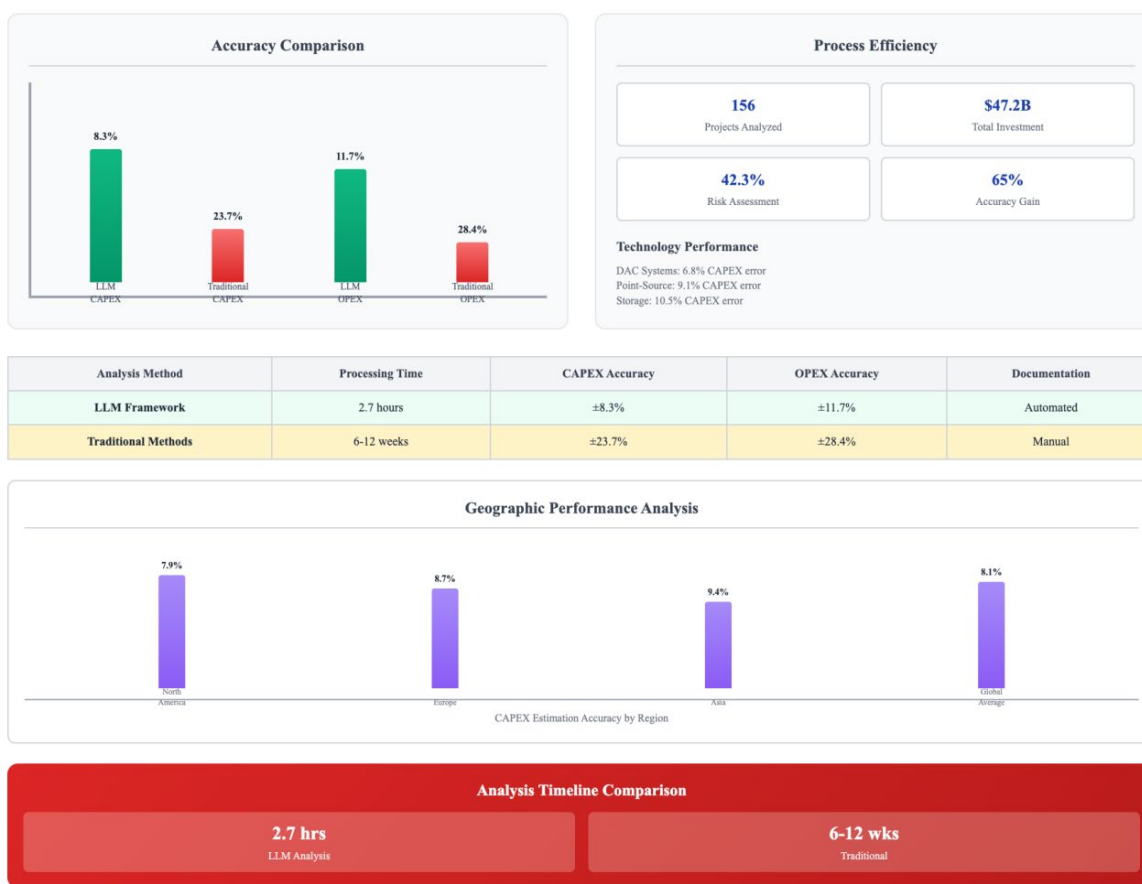 Accuracy Comparison
8.3%
23.7%
11.7%
28.4%
LLM
CAPEX
Traditional
CAPEX
LLM
OPEX
Traditional
OPEX
Process Efficiency
156
Projects Analyzed
$47.2B
Total Investment
42.3%
Risk Assessment
65%
Accuracy Gain
Technology Performance
DAC Systems: 6.8% CAPEX error
Point-Source: 9.1% CAPEX error
Storage: 10.5% CAPEX error
Analysis Method Processing Time CAPEX Accuracy OPEX Accuracy Documentation
LLM Framework 2.7 hours ±8.3% ±11.7% Automated
Traditional Methods 6-12 weeks ±23.7% ±28.4% Manual
Geographic Performance Analysis
7.9%
8.7%
9.4%
8.1%
North
America
Europe
Asia
Global
Average
CAPEX Estimation Accuracy by Region
Analysis Timeline Comparison
2.7 hrs
LLM Analysis
6-12 wks
Traditional